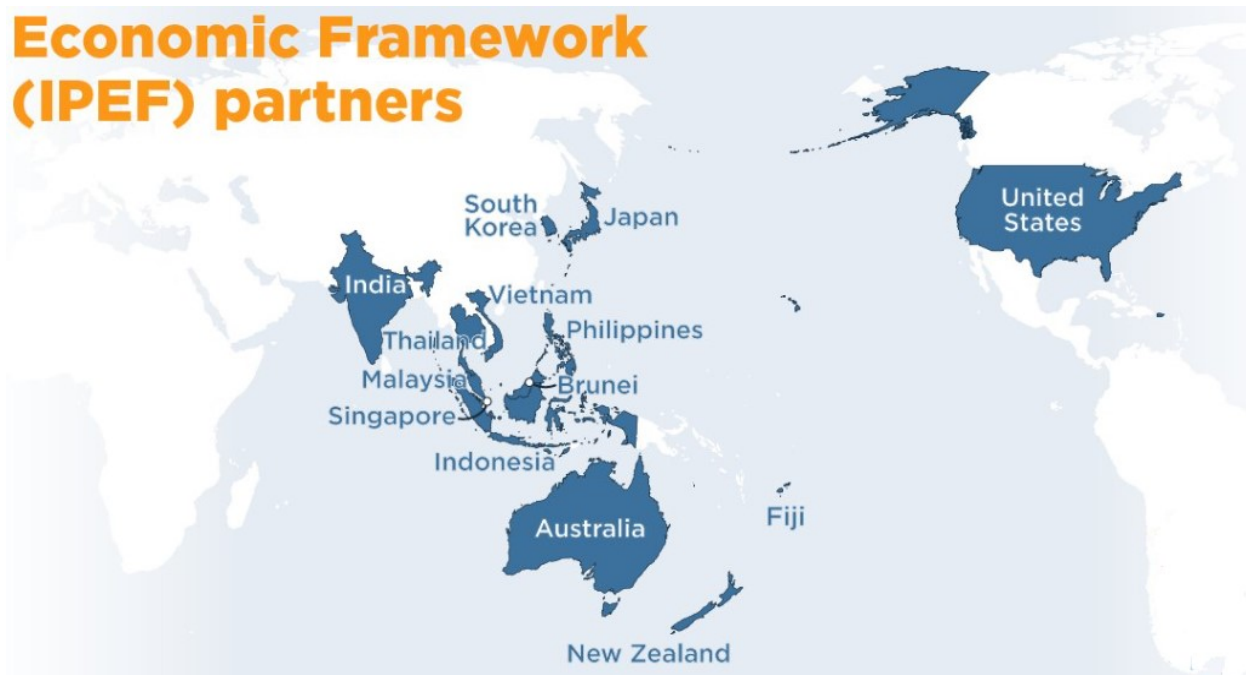 Economic Framework
(IPEF) partners
South
Korea
Japan
United
States
India
Vietnam
Thailand
Philippines
Malaysia
Brunei
Singapore
Indonesia
Australia
Fiji
New Zealand